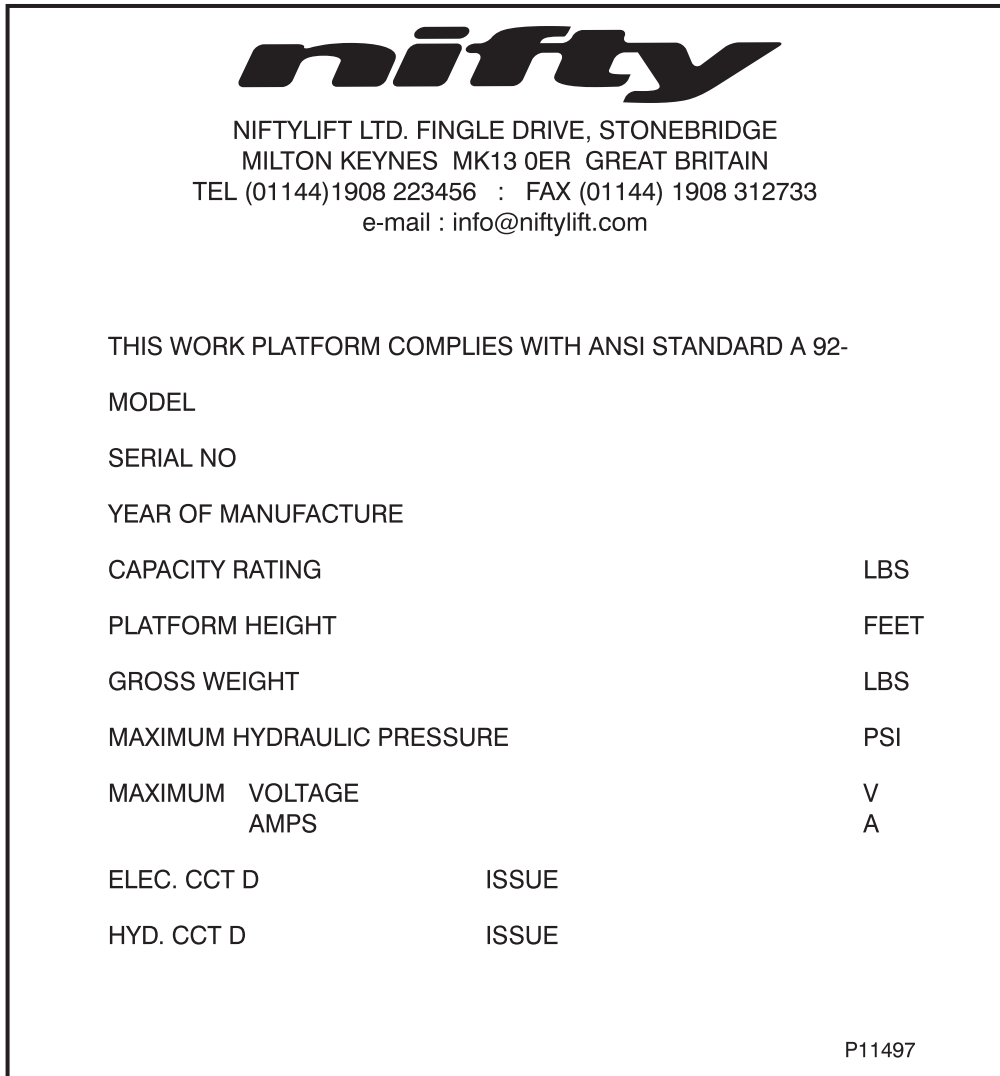 nifty
NIFTYLIFT LTD. FINGLE DRIVE, STONEBRIDGE
MILTON KEYNES  MK13 0ER  GREAT BRITAIN
TEL (01144)1908 223456  :  FAX (01144) 1908 312733
e-mail : info@niftylift.com
THIS WORK PLATFORM COMPLIES WITH ANSI STANDARD A 92-
MODEL
SERIAL NO
YEAR OF MANUFACTURE
CAPACITY RATING LBS
PLATFORM HEIGHT FEET
GROSS WEIGHT LBS
MAXIMUM HYDRAULIC PRESSURE PSI
MAXIMUM VOLTAGE V
AMPS A
ELEC. CCT D ISSUE
HYD. CCT D ISSUE
P11497